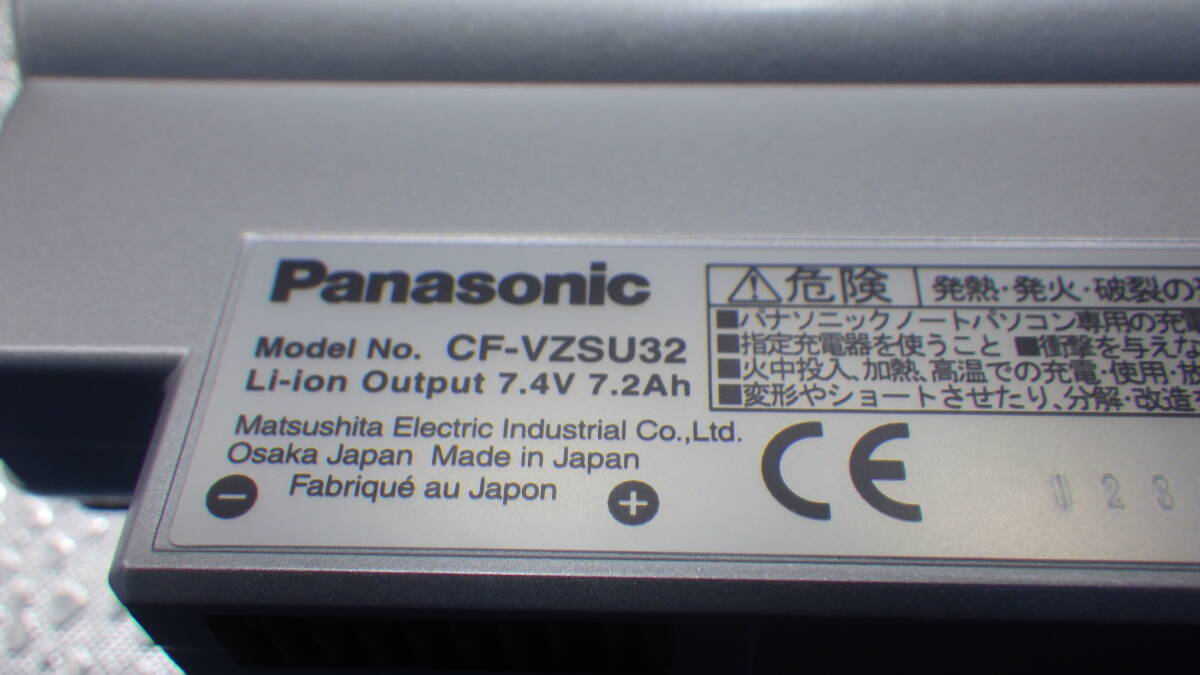 Panasonic
Model No. CF-VZSU32
Li-ion Output 7.4V 7.2Ah
Matsushita Electric Industrial Co.,Ltd.
Osaka Japan Made in Japan
Fabriqué au Japon
危険 発熱・発火・破裂の
■パナソニックノートパソコン専用の充電
■指定充電器を使うこと ■衝撃を与えな
■火中投入、加熱、高温での充電・使用・放
■変形やショートさせたり、分解・改造
CE
023